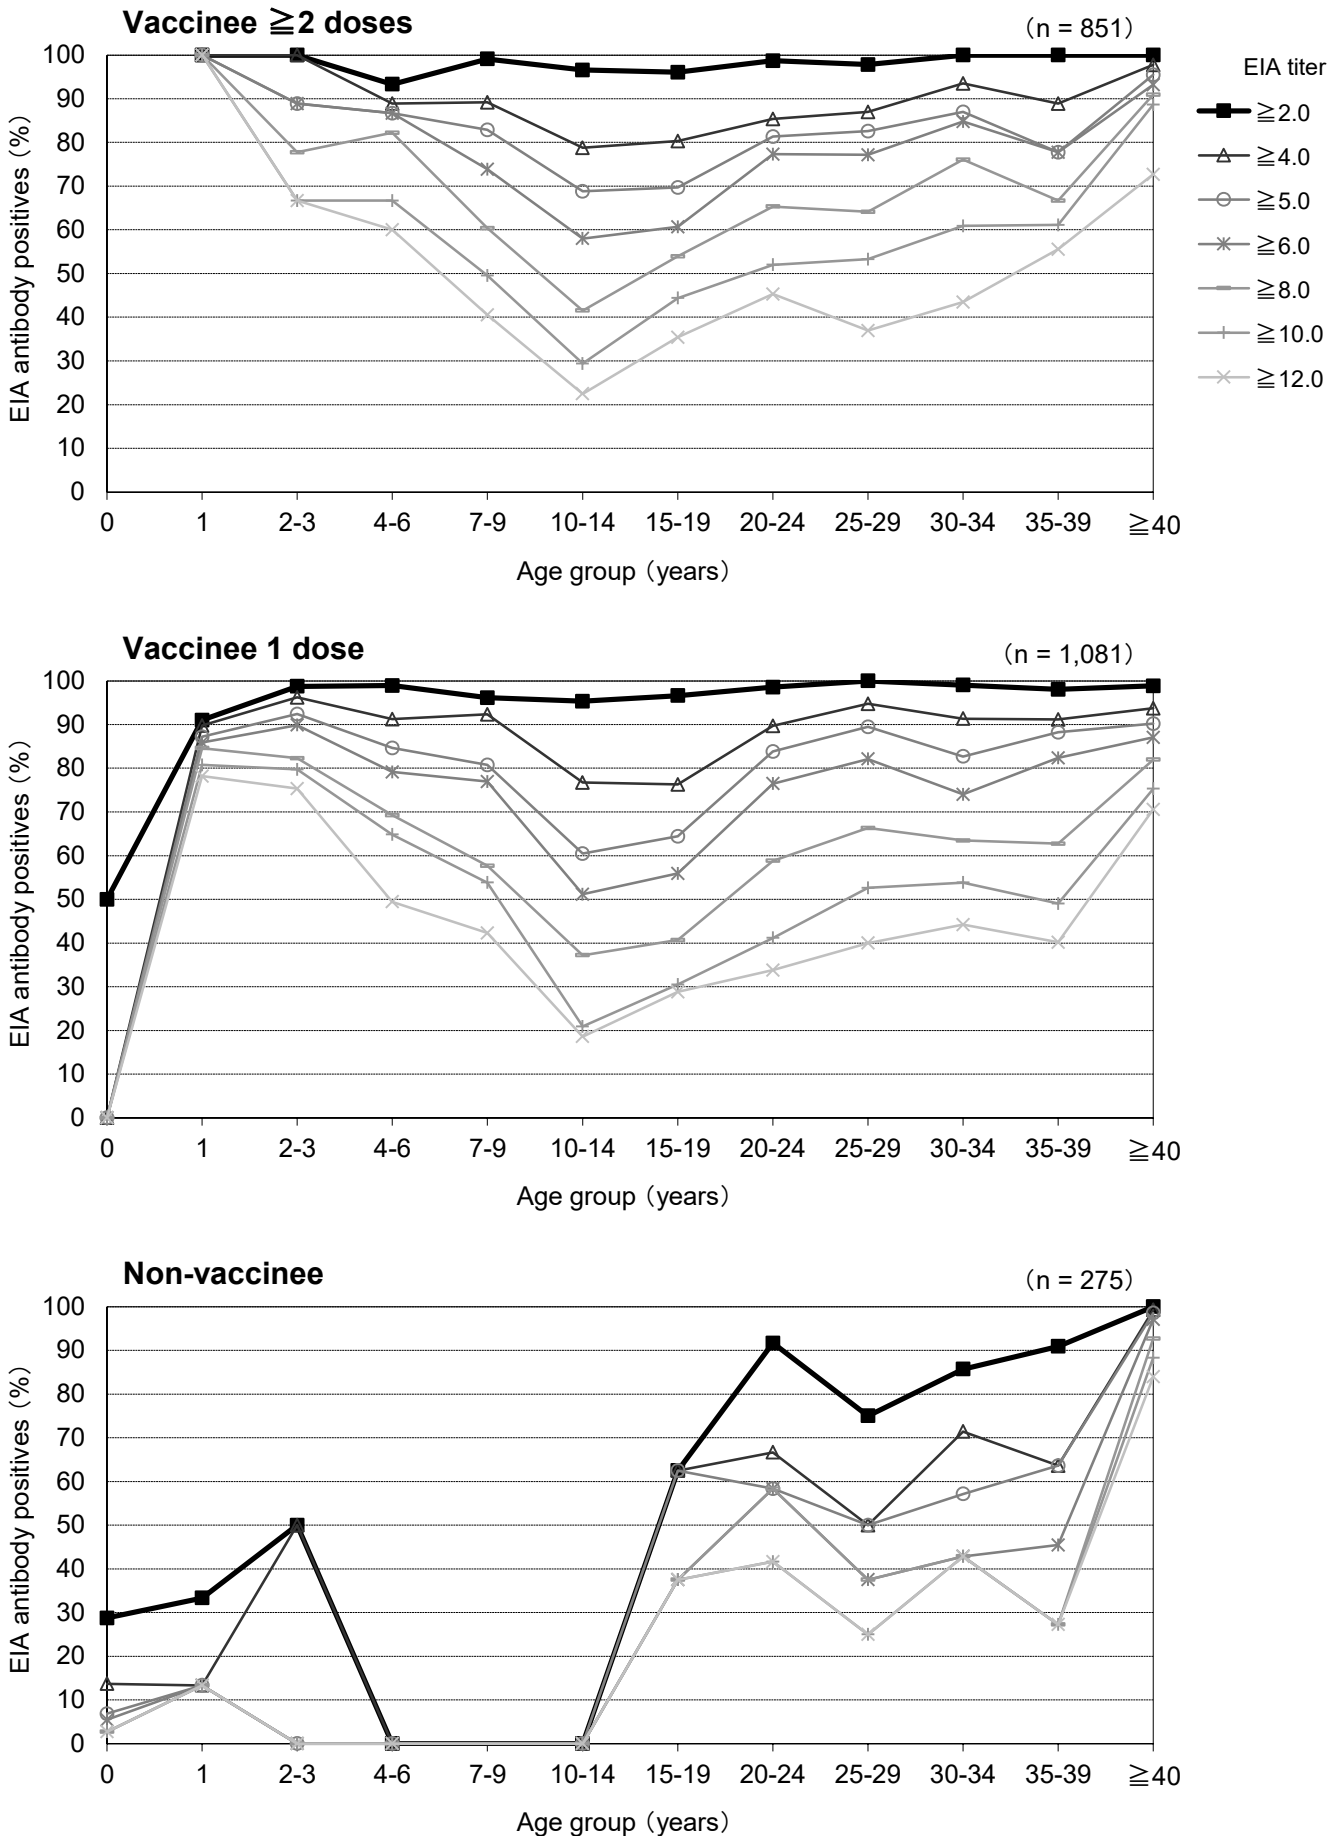 Vaccinee ≧2 doses
（n = 851）
EIA titer
≧2.0
≧4.0
≧5.0
≧6.0
≧8.0
≧10.0
≧12.0
EIA antibody positives（%）
100
90
80
70
60
50
40
30
20
10
0
0 1 2-3 4-6 7-9 10-14 15-19 20-24 25-29 30-34 35-39 ≧40
Age group（years）
Vaccinee 1 dose
（n = 1,081）
EIA antibody positives（%）
100
90
80
70
60
50
40
30
20
10
0
0 1 2-3 4-6 7-9 10-14 15-19 20-24 25-29 30-34 35-39 ≧40
Age group（years）
Non-vaccinee
（n = 275）
EIA antibody positives（%）
100
90
80
70
60
50
40
30
20
10
0
0 1 2-3 4-6 7-9 10-14 15-19 20-24 25-29 30-34 35-39 ≧40
Age group（years）